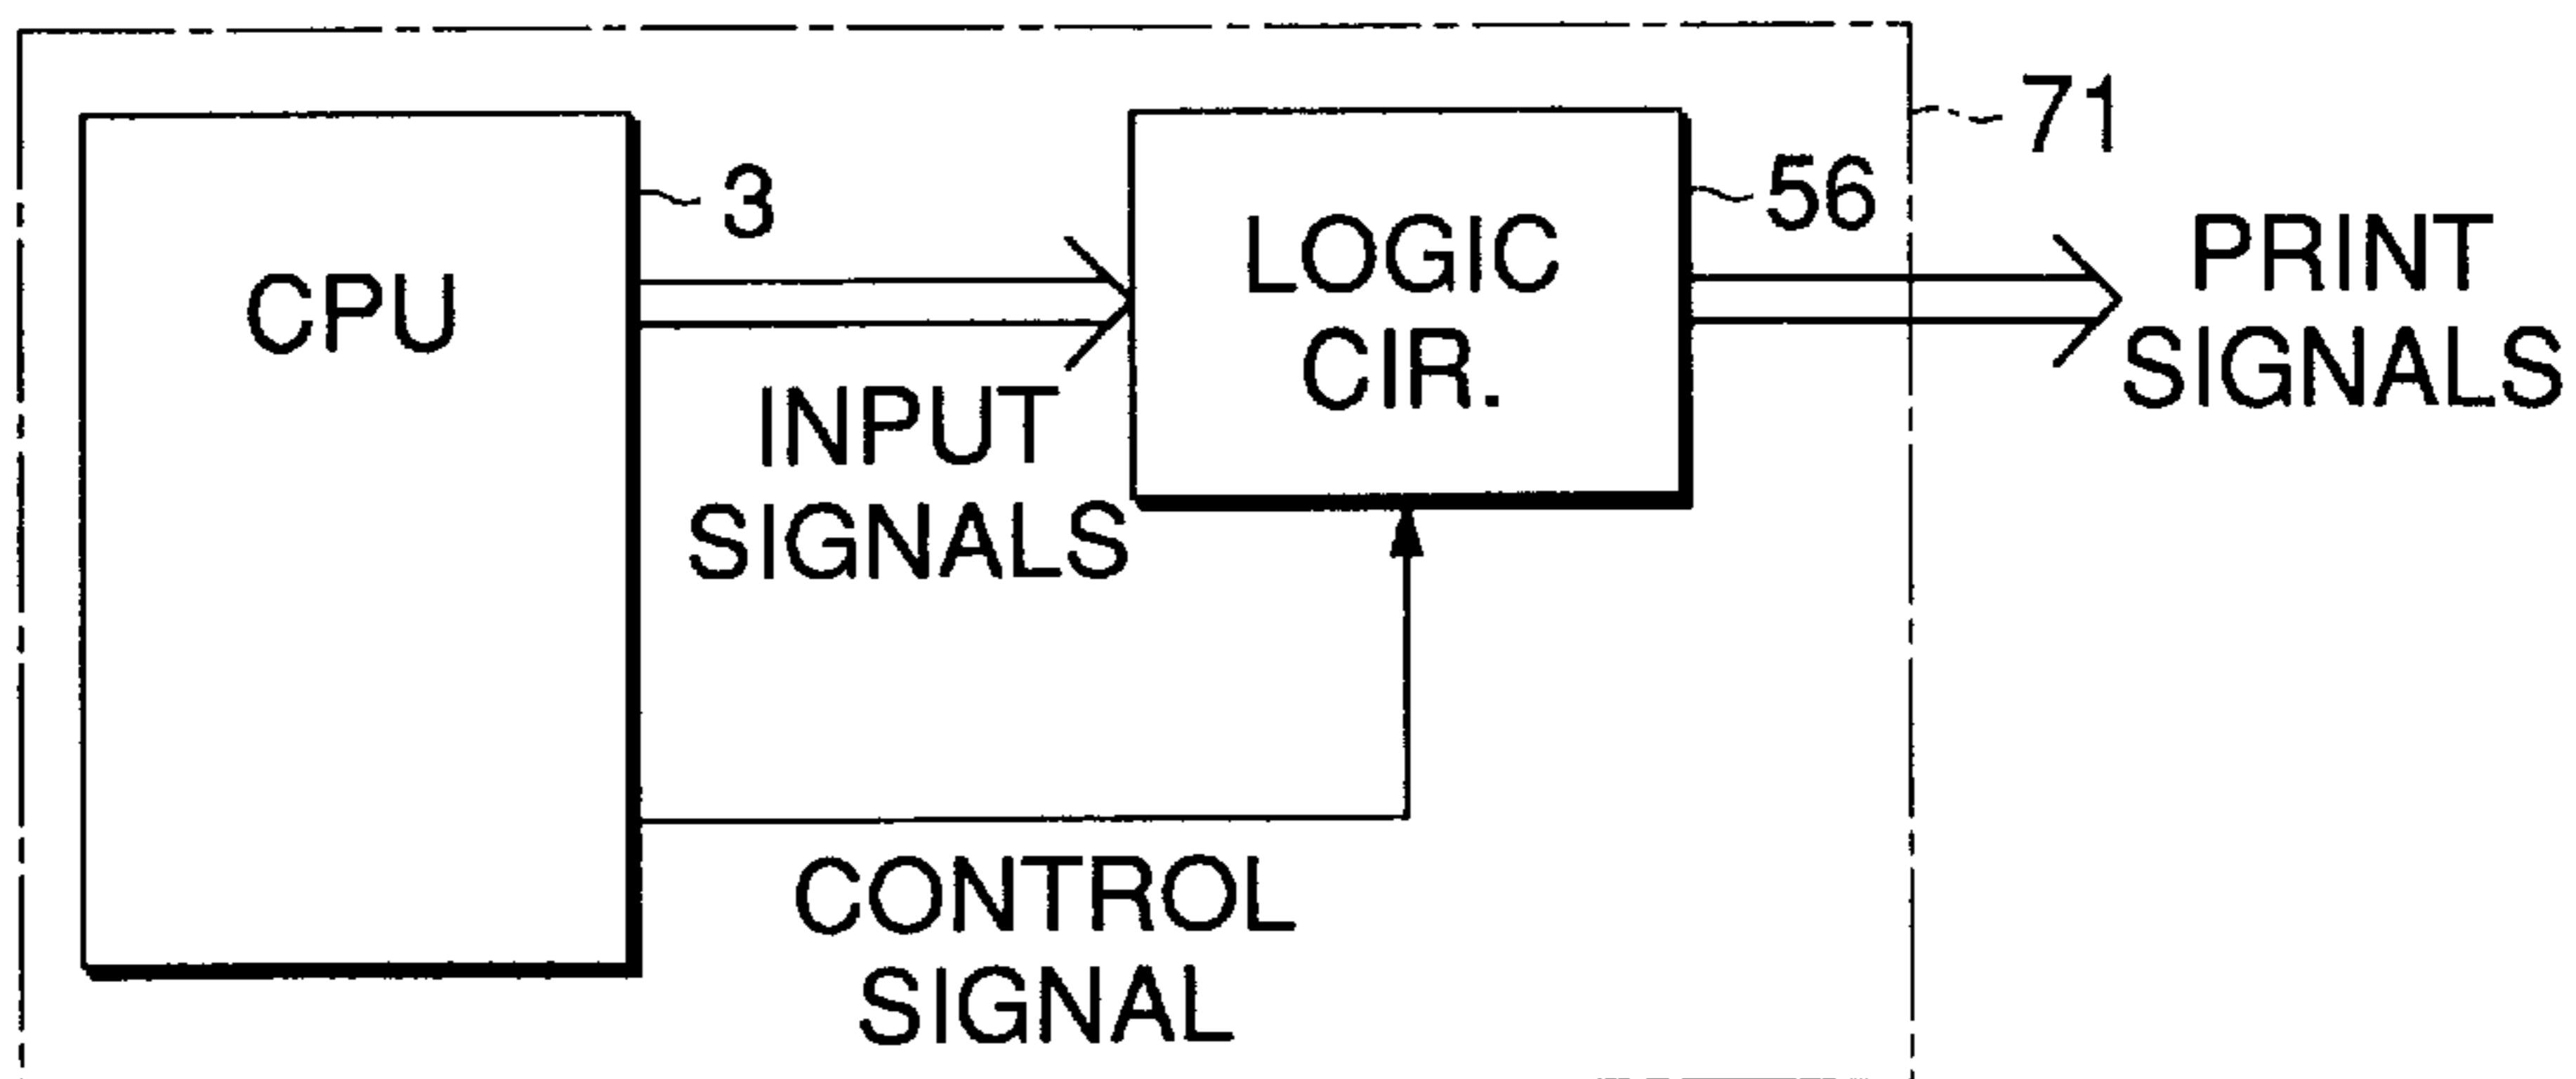 71
3
56
CPU
LOGIC
CIR.
PRINT
SIGNALS
INPUT
SIGNALS
CONTROL
SIGNAL